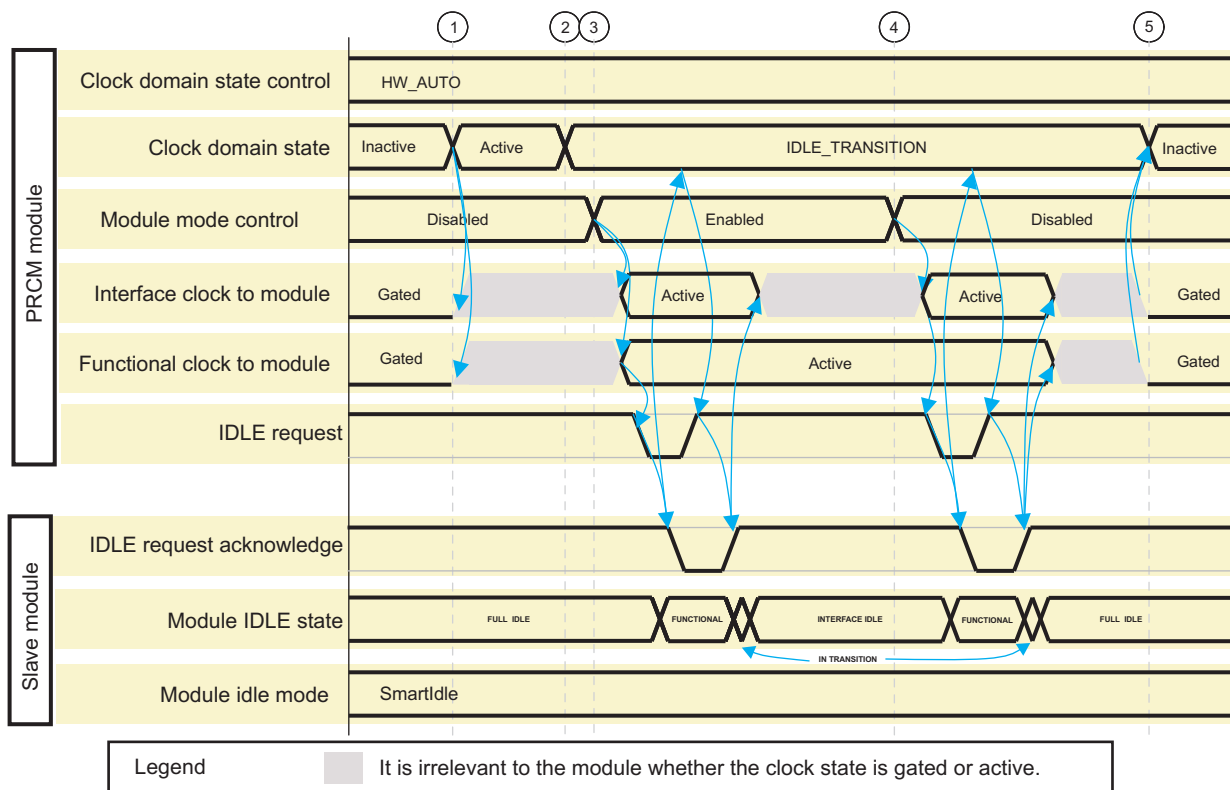 1 2 3 4 5
PRCM module
Clock domain state control
HW_AUTO
Clock domain state
Inactive Active IDLE_TRANSITION Inactive
Module mode control
Disabled Enabled Disabled
Interface clock to module
Gated Active Active Gated
Functional clock to module
Gated Active Gated
IDLE request
Slave module
IDLE request acknowledge
Module IDLE state
FULL IDLE FUNCTIONAL INTERFACE IDLE FUNCTIONAL FULL IDLE
IN TRANSITION
Module idle mode
SmartIdle
Legend
It is irrelevant to the module whether the clock state is gated or active.